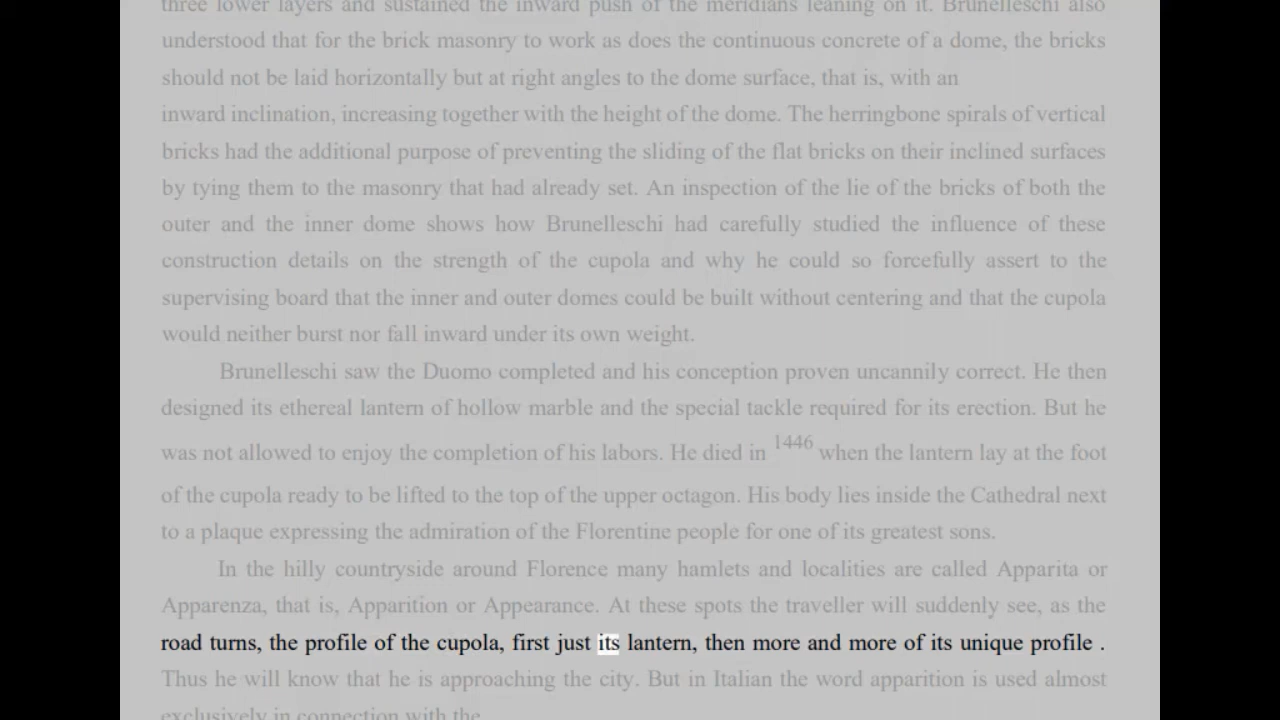 three lower layers and sustained the inward push of the meridians leaning on it. Brunelleschi also
understood that for the brick masonry to work as does the continuous concrete of a dome, the bricks
should not be laid horizontally but at right angles to the dome surface, that is, with an
inward inclination, increasing together with the height of the dome. The herringbone spirals of vertical
bricks had the additional purpose of preventing the sliding of the flat bricks on their inclined surfaces
by tying them to the masonry that had already set. An inspection of the lie of the bricks of both the
outer and the inner dome shows how Brunelleschi had carefully studied the influence of these
construction details on the strength of the cupola and why he could so forcefully assert to the
supervising board that the inner and outer domes could be built without centering and that the cupola
would neither burst nor fall inward under its own weight.
Brunelleschi saw the Duomo completed and his conception proven uncannily correct. He then
designed its ethereal lantern of hollow marble and the special tackle required for its erection. But he
was not allowed to enjoy the completion of his labors. He died in 1446 when the lantern lay at the foot
of the cupola ready to be lifted to the top of the upper octagon. His body lies inside the Cathedral next
to a plaque expressing the admiration of the Florentine people for one of its greatest sons.
In the hilly countryside around Florence many hamlets and localities are called Apparita or
Apparenza, that is, Apparition or Appearance. At these spots the traveller will suddenly see, as the
road turns, the profile of the cupola, first just its lantern, then more and more of its unique profile .
Thus he will know that he is approaching the city. But in Italian the word apparition is used almost
exclusively in connection with the